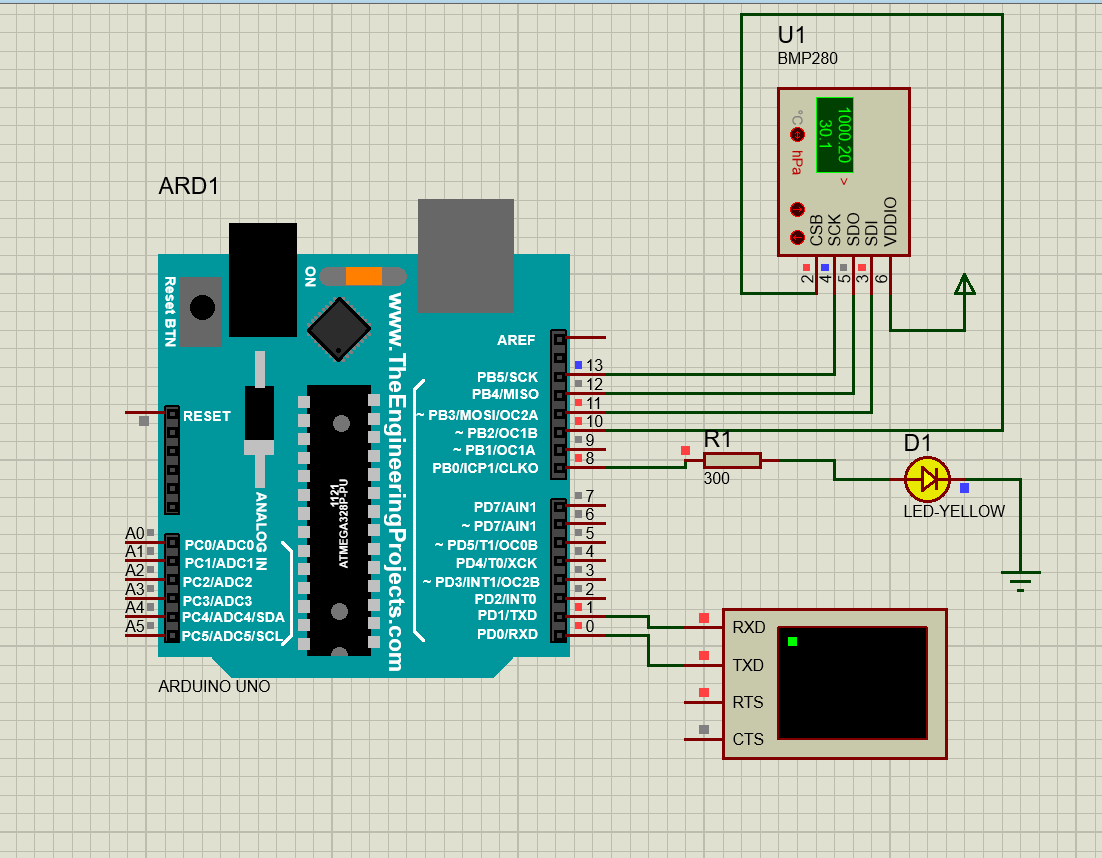 U1
BMP280
1000.20
30.1
°C
hPa
>
CSB
SCK
SDO
SDI
VDDIO
2
4
5
3
6
ARD1
Reset BTN
ON
www.TheEngineeringProjects.com
RESET
ANALOG IN
1121
ATMEGA328P-PU
AREF
PB5/SCK
13
PB4/MISO
12
~ PB3/MOSI/OC2A
11
~ PB2/OC1B
10
~ PB1/OC1A
9
PB0/ICP1/CLKO
8
PD7/AIN1
7
~ PD7/AIN1
6
~ PD5/T1/OC0B
5
PD4/T0/XCK
4
~ PD3/INT1/OC2B
3
PD2/INT0
2
PD1/TXD
1
PD0/RXD
0
A0
PC0/ADC0
A1
PC1/ADC1
A2
PC2/ADC2
A3
PC3/ADC3
A4
PC4/ADC4/SDA
A5
PC5/ADC5/SCL
ARDUINO UNO
R1
300
D1
LED-YELLOW
RXD
TXD
RTS
CTS